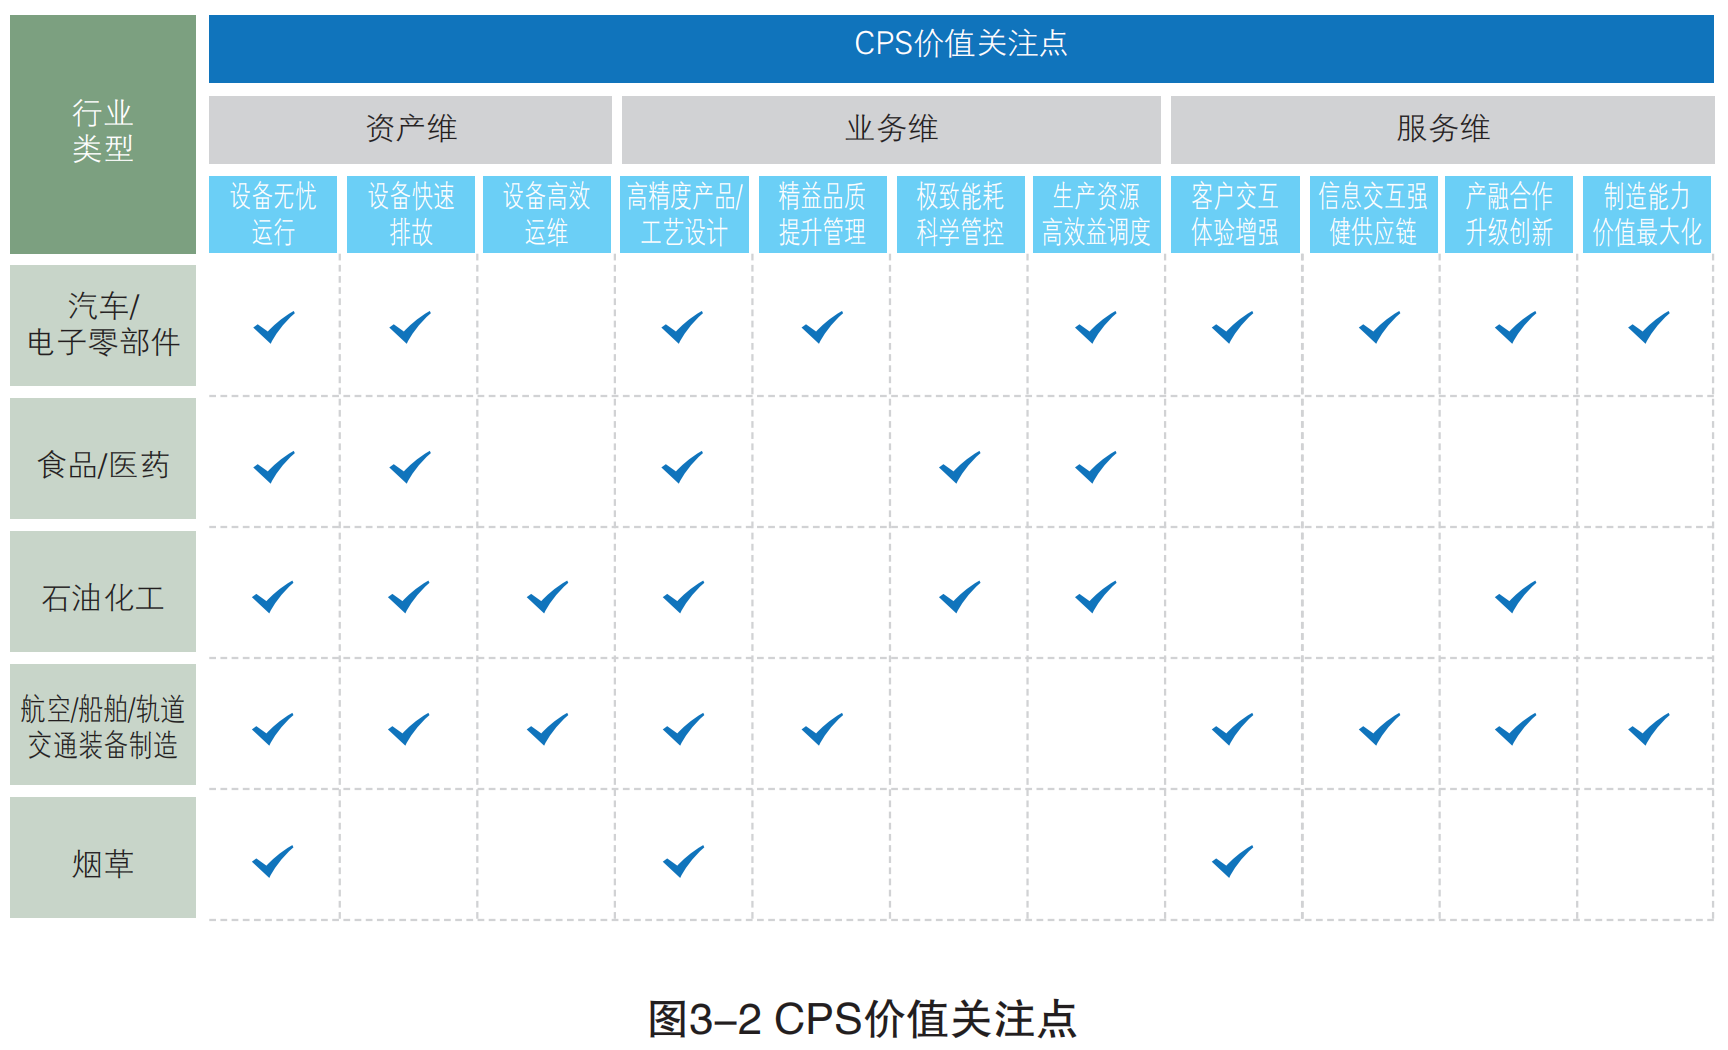 行业
类型
CPS价值关注点
资产维
业务维
服务维
设备无忧
运行
设备快速
排故
设备高效
运维
高精度产品/
工艺设计
精益品质
提升管理
极致能耗
科学管控
生产资源
高效益调度
客户交互
体验增强
信息交互强
健供应链
产融合作
升级创新
制造能力
价值最大化
汽车/
电子零部件
食品/医药
石油化工
航空/船舶/轨道
交通装备制造
烟草
图3-2 CPS价值关注点